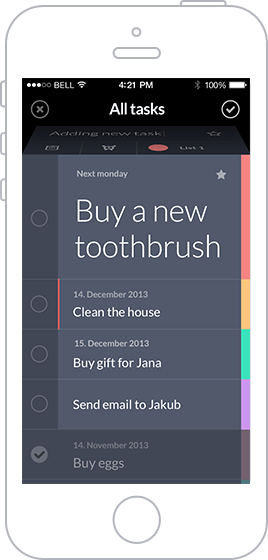 BELL 4:21 PM 100%
All tasks
Adding new task
List 1
Next monday
Buy a new
toothbrush
14. December 2013
Clean the house
15. December 2013
Buy gift for Jana
Send email to Jakub
14. November 2013
Buy eggs